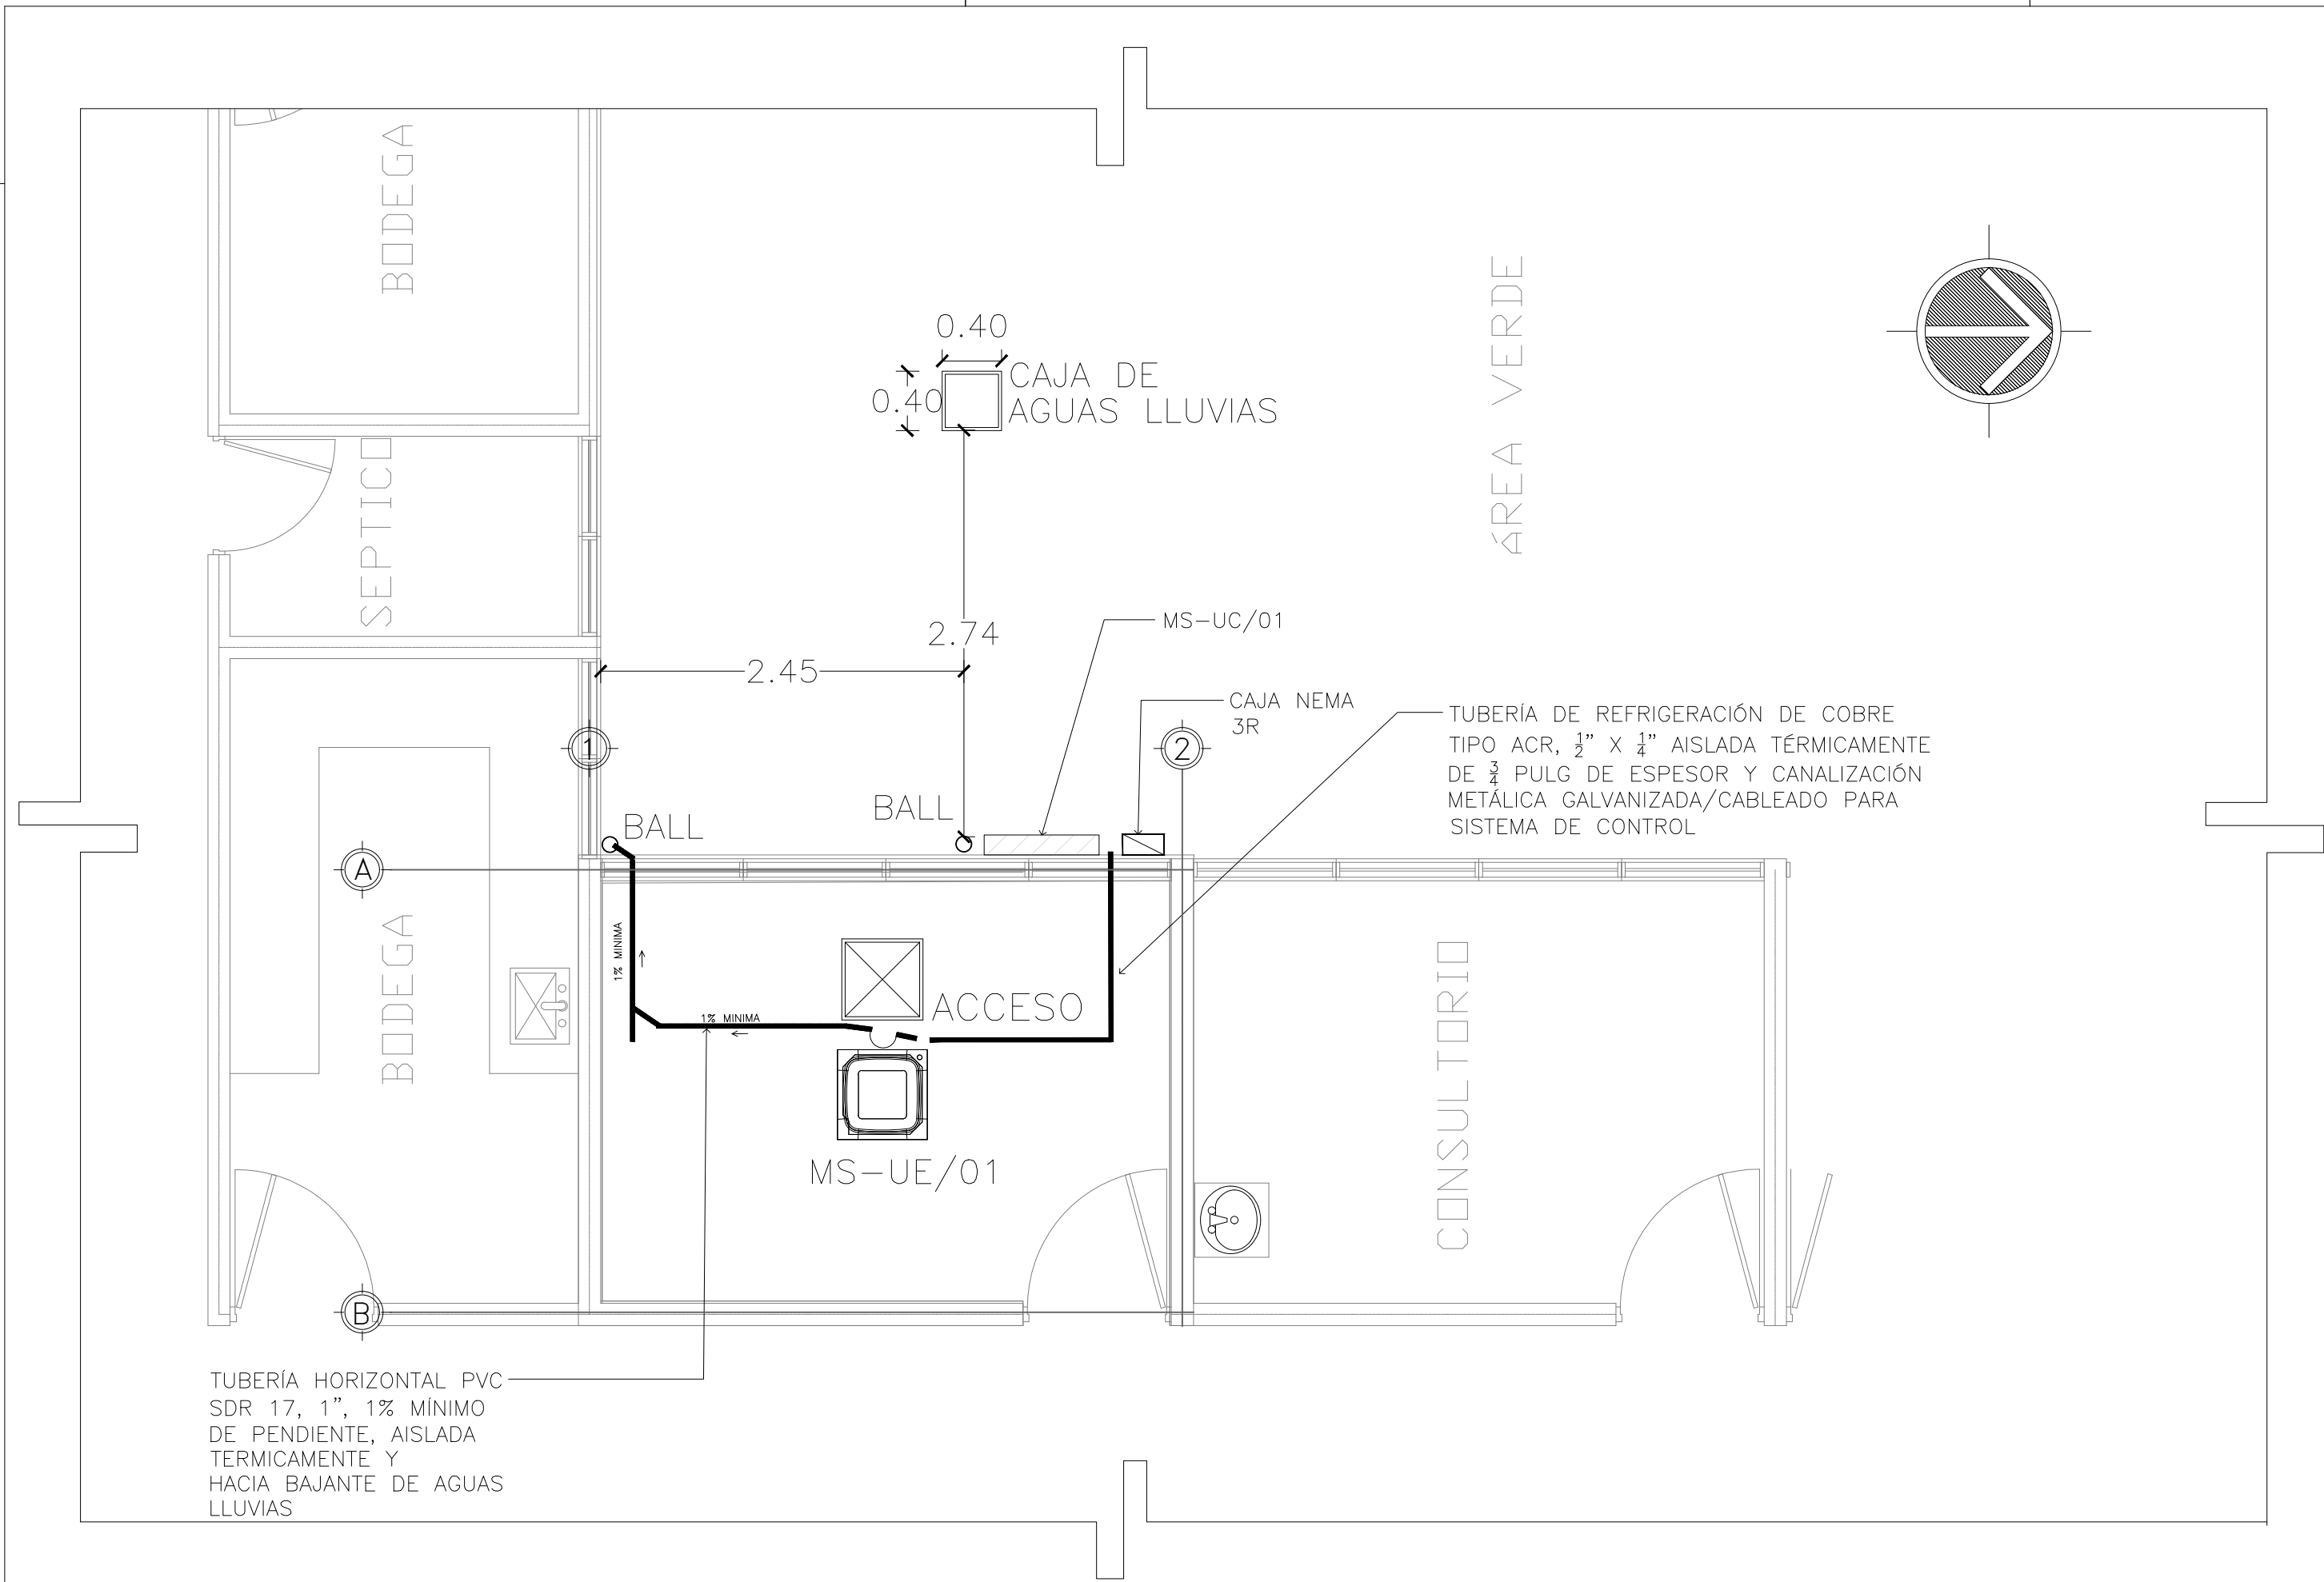 BODEGA
0.40
CAJA DE
0.40
AGUAS LLUVIAS
ÁREA VERDE
SEPTICO
MS-UC/01
2.74
2.45
CAJA NEMA
3R
TUBERÍA DE REFRIGERACIÓN DE COBRE
TIPO ACR, 1/2" X 1/4" AISLADA TÉRMICAMENTE
DE 3/4 PULG DE ESPESOR Y CANALIZACIÓN
METÁLICA GALVANIZADA/CABLEADO PARA
SISTEMA DE CONTROL
1
2
BALL
BALL
A
1% MINIMA
BODEGA
CONSULTORIO
ACCESO
1% MINIMA
MS-UE/01
B
TUBERÍA HORIZONTAL PVC
SDR 17, 1", 1% MÍNIMO
DE PENDIENTE, AISLADA
TERMICAMENTE Y
HACIA BAJANTE DE AGUAS
LLUVIAS